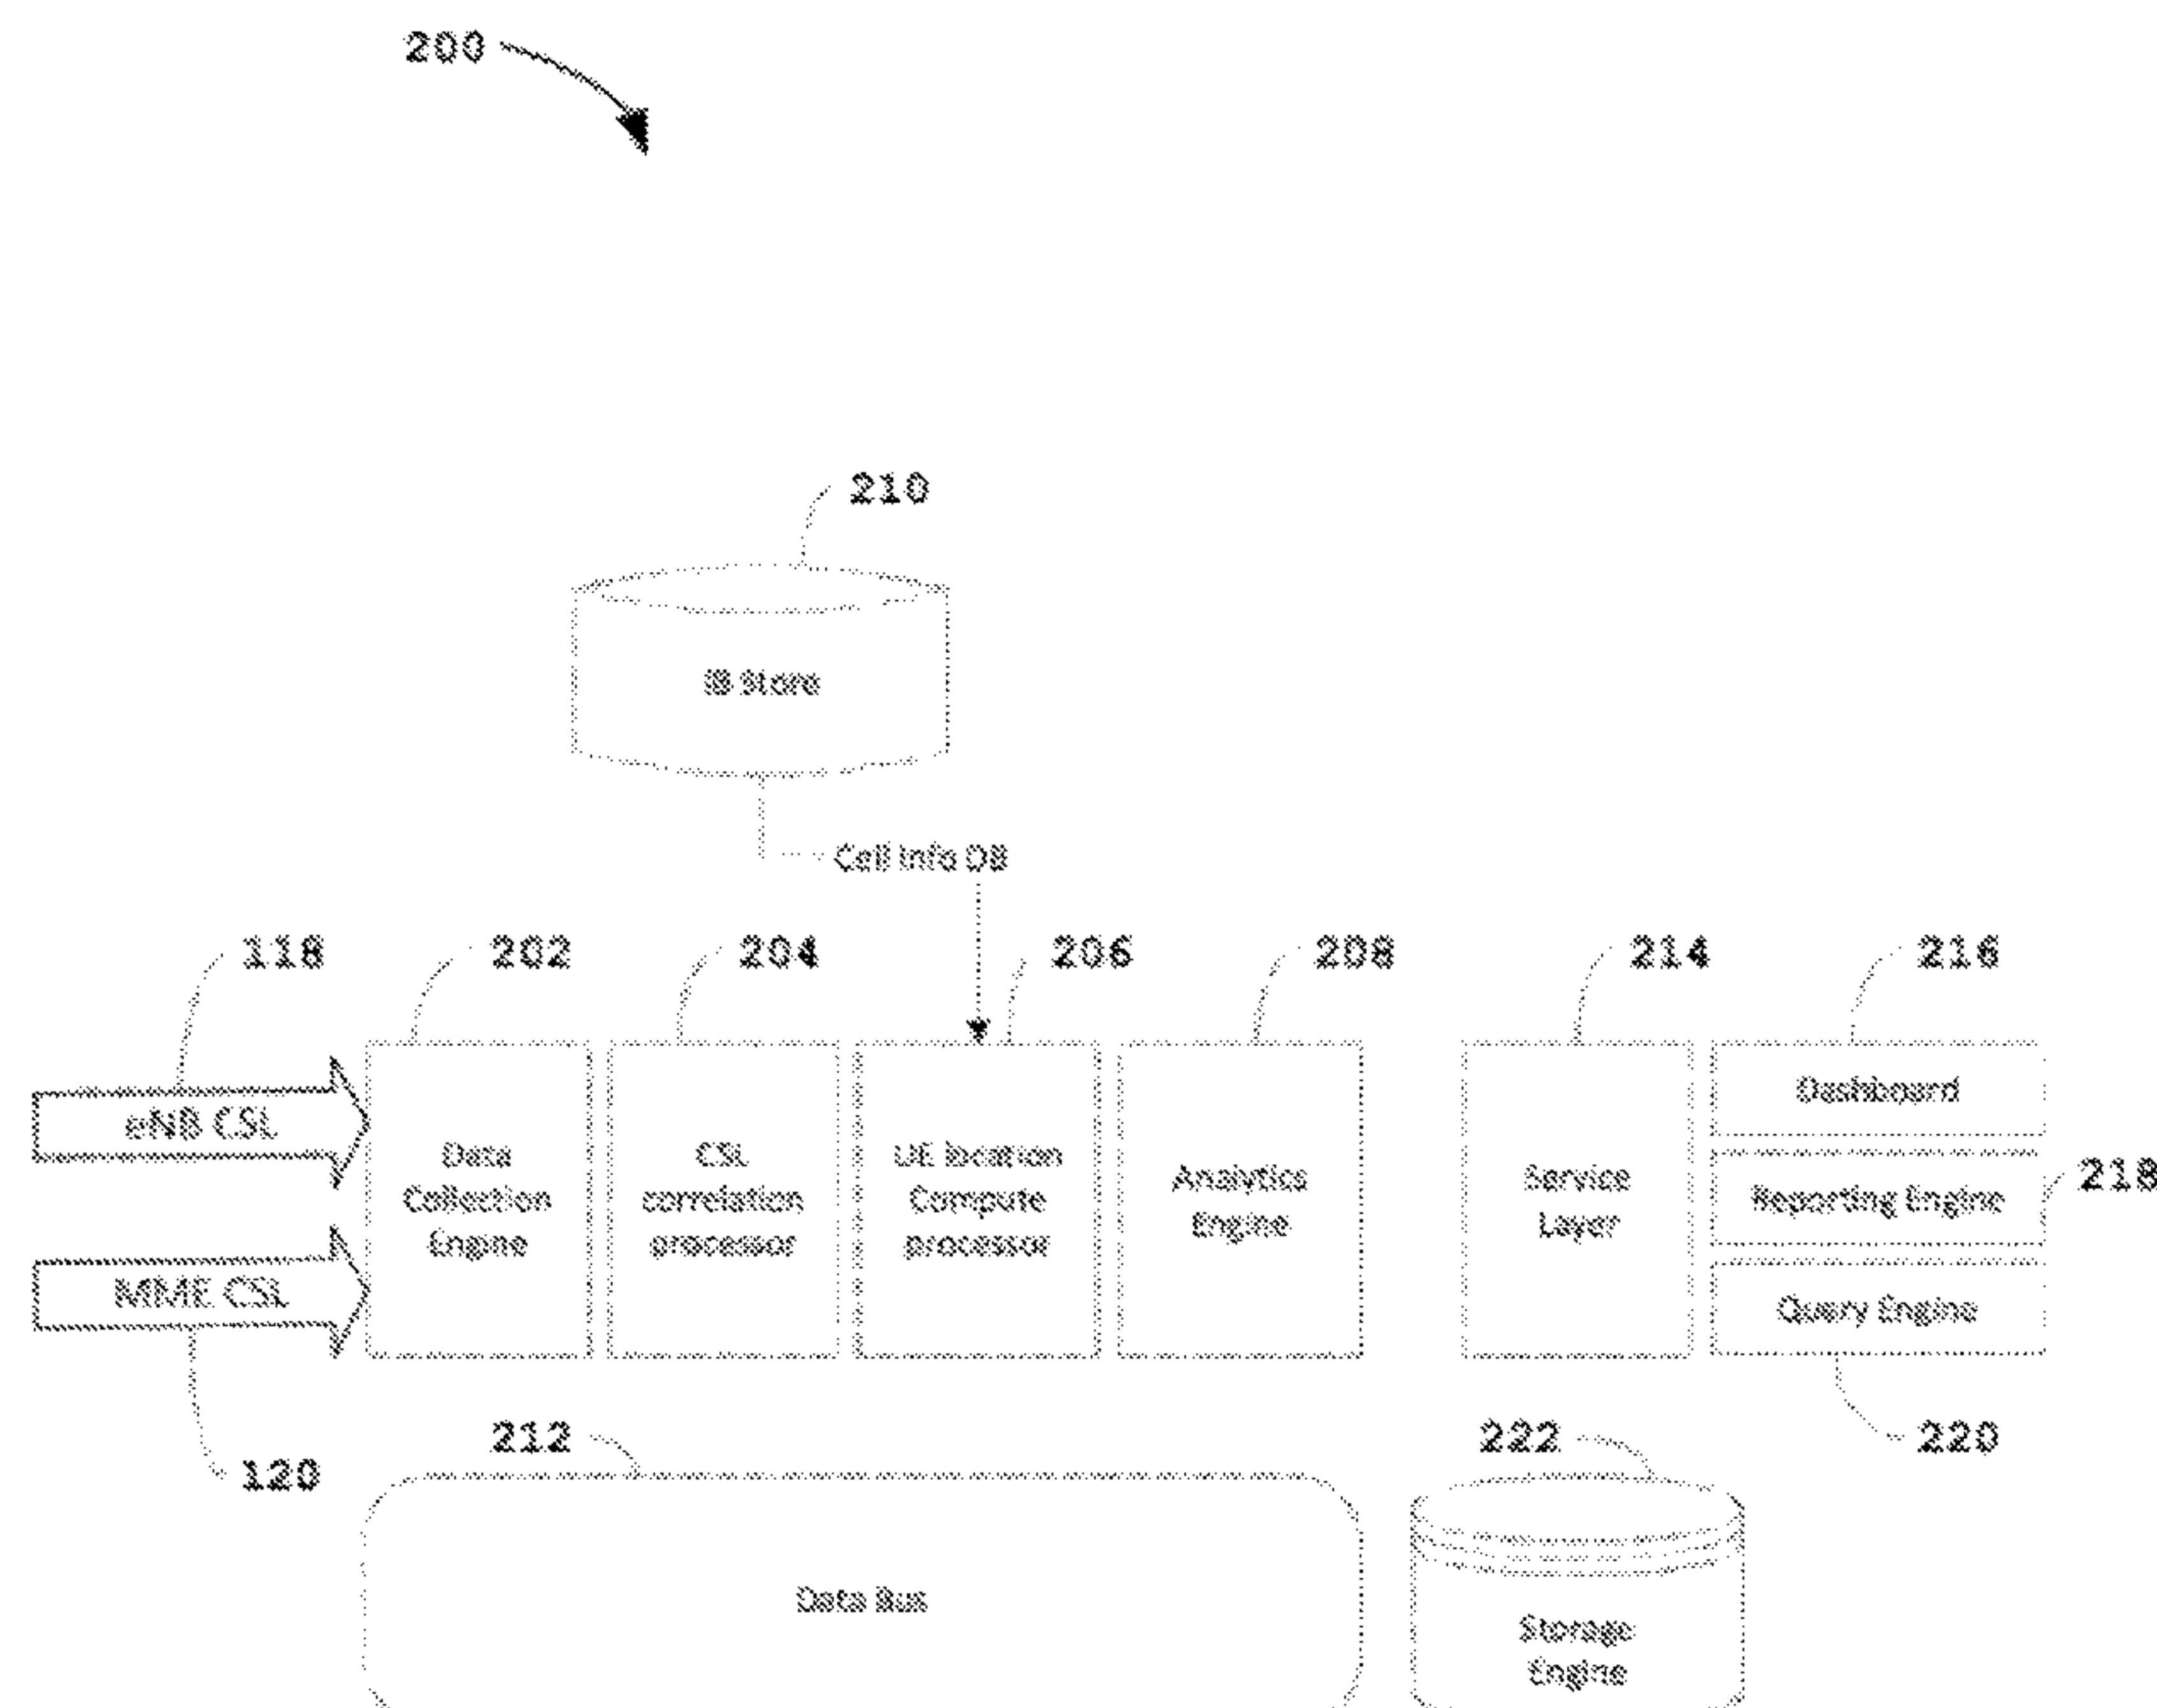 200
210
Store
Cell Info DB
118
202
204
206
208
214
216
eNB CSL
MME CSL
Data
Collection
Engine
CSL
correlation
processor
UE location
Compute
processor
Analytics
Engine
Service
Layer
Dashboard
Reporting Engine
218
Query Engine
120
212
222
220
Data Bus
Storage
Engine